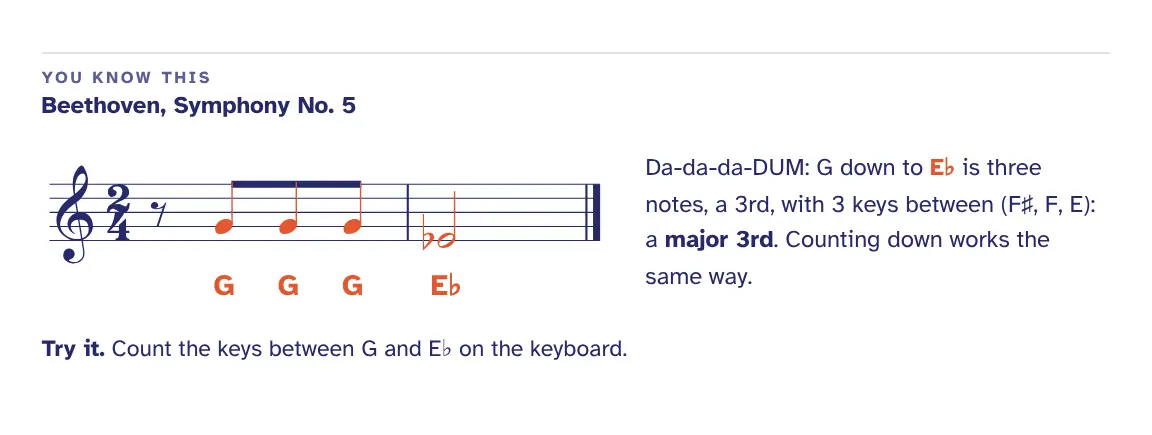 YOU KNOW THIS
Beethoven, Symphony No. 5
2
4
G G G E♭
Da-da-da-DUM: G down to E♭ is three
notes, a 3rd, with 3 keys between (F♯, F, E):
a major 3rd. Counting down works the
same way.
Try it. Count the keys between G and E♭ on the keyboard.